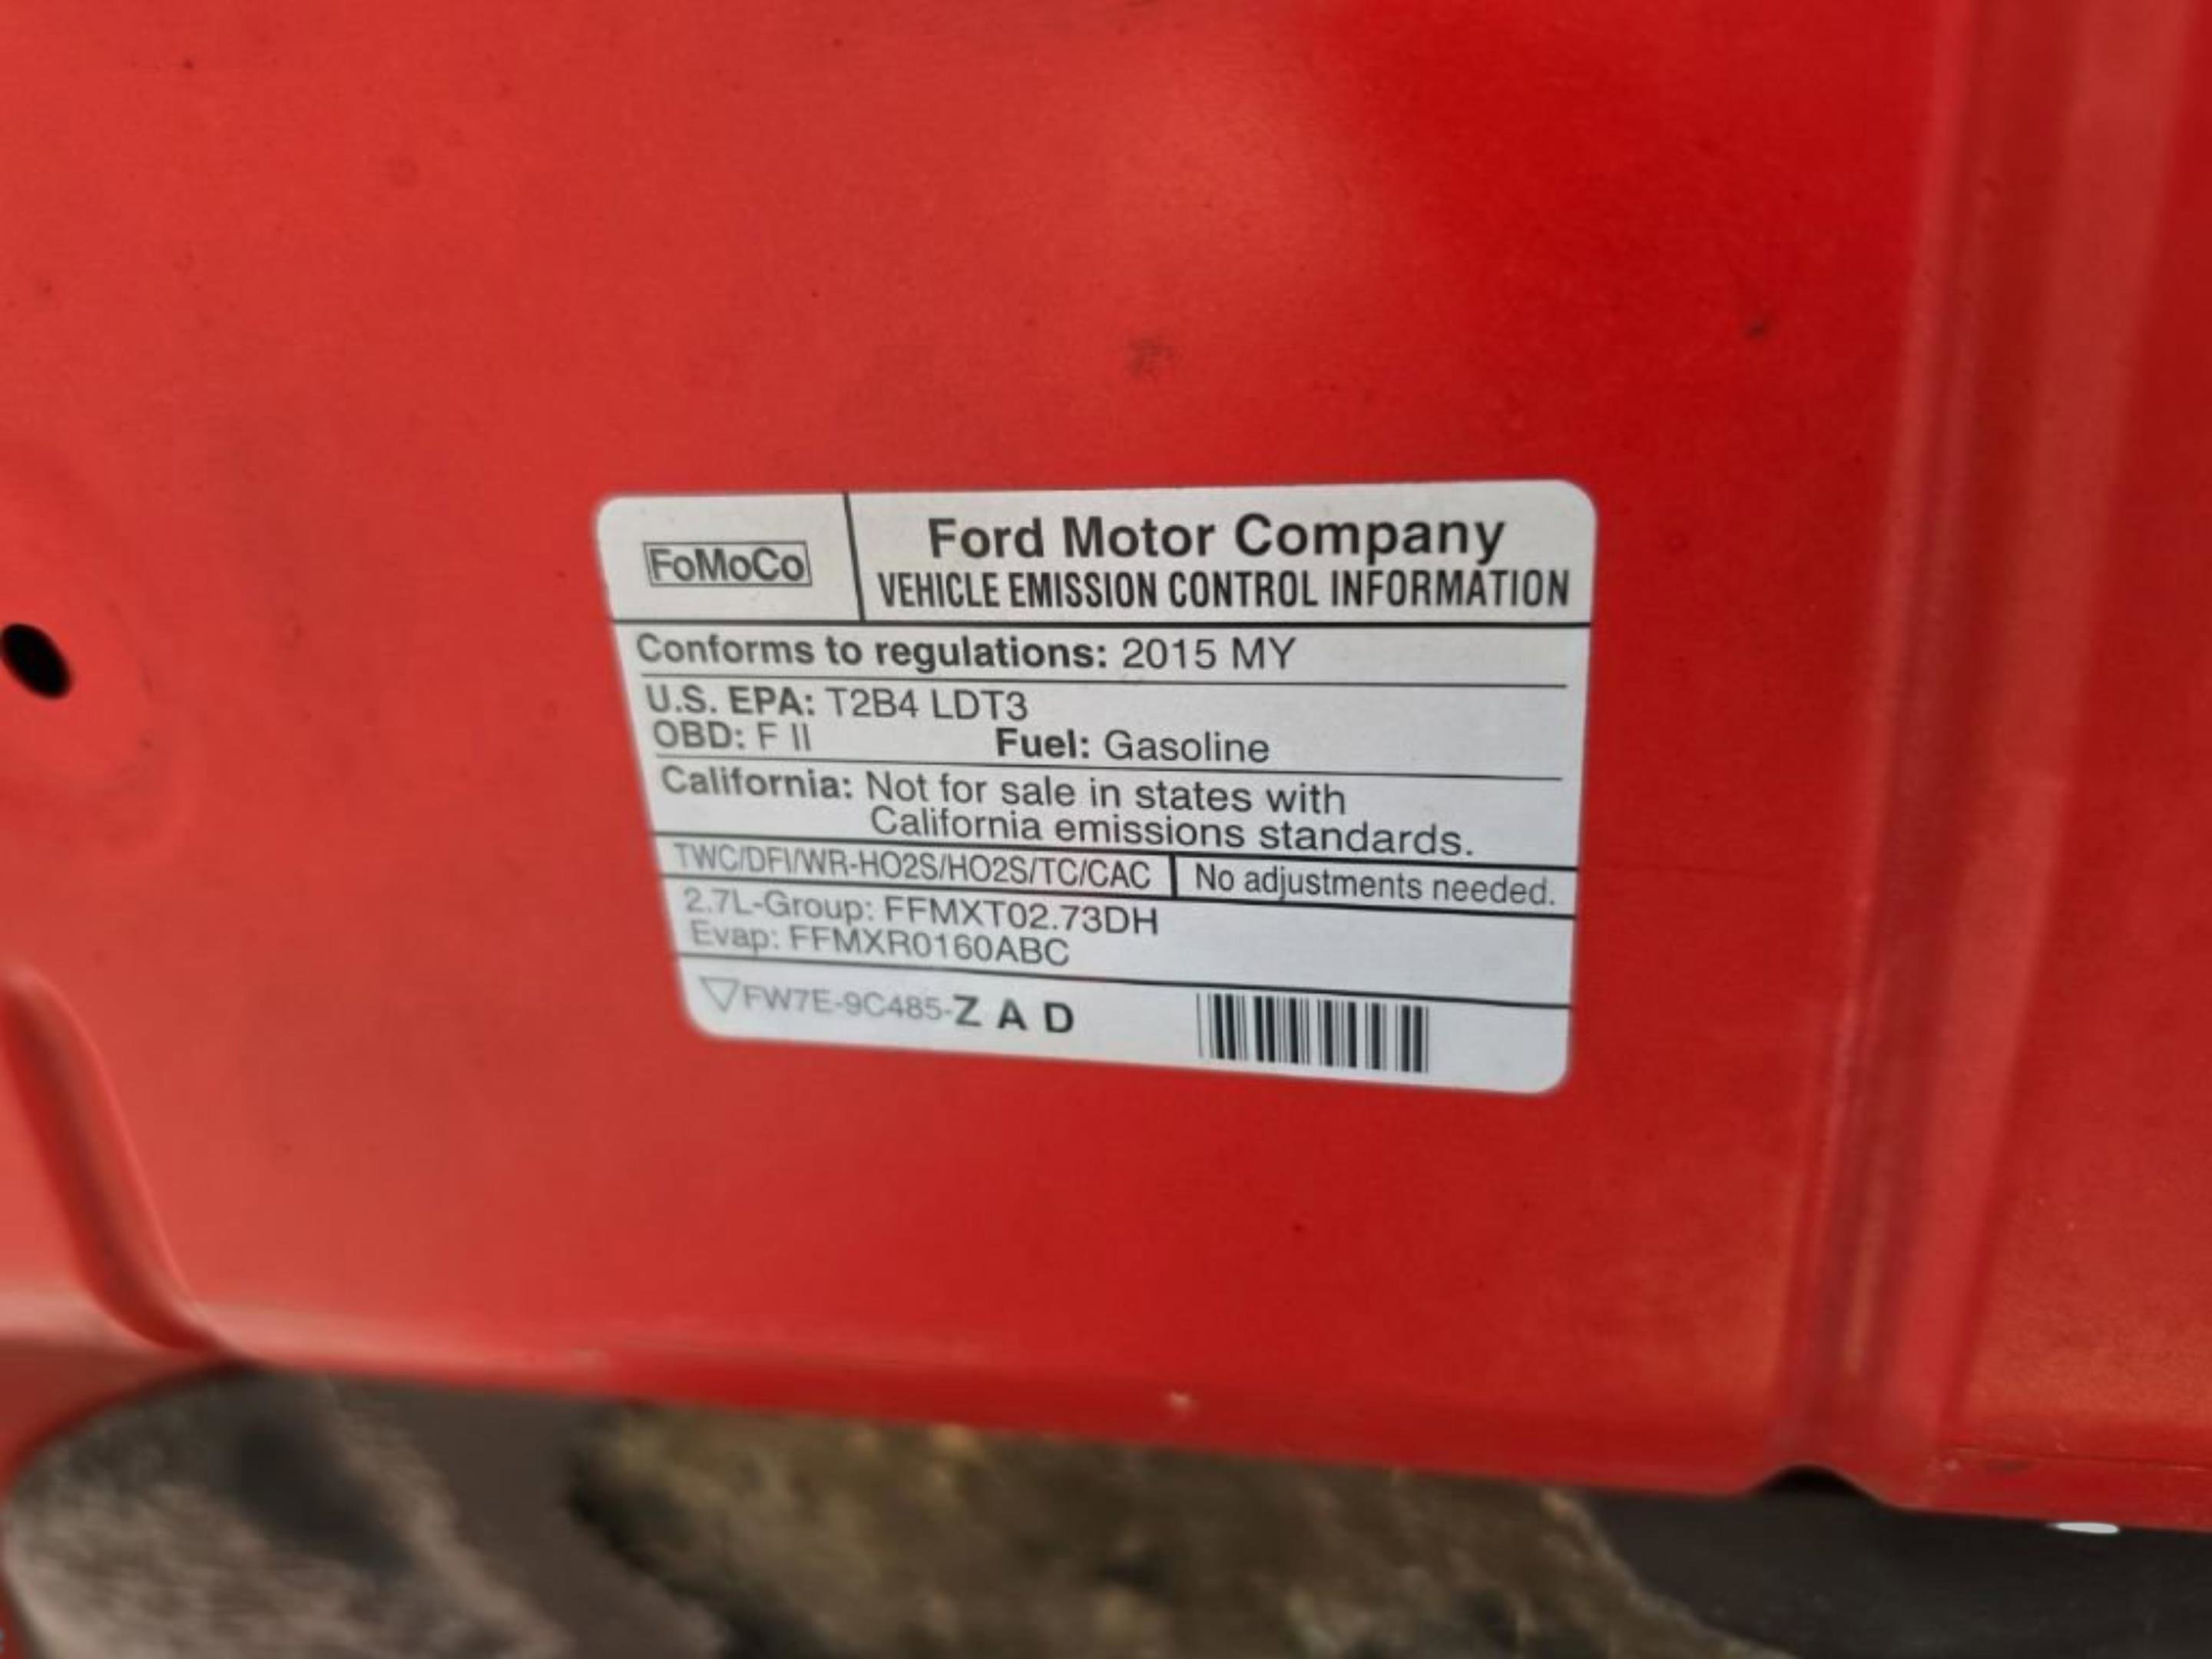 FoMoCo
Ford Motor Company
VEHICLE EMISSION CONTROL INFORMATION
Conforms to regulations: 2015 MY
U.S. EPA: T2B4 LDT3
OBD: F II Fuel: Gasoline
California: Not for sale in states with
California emissions standards.
TWC/DFI/WR-HO2S/HO2S/TC/CAC No adjustments needed.
2.7L-Group: FFMXT02.73DH
Evap: FFMXR0160ABC
FW7E-9C485-Z A D